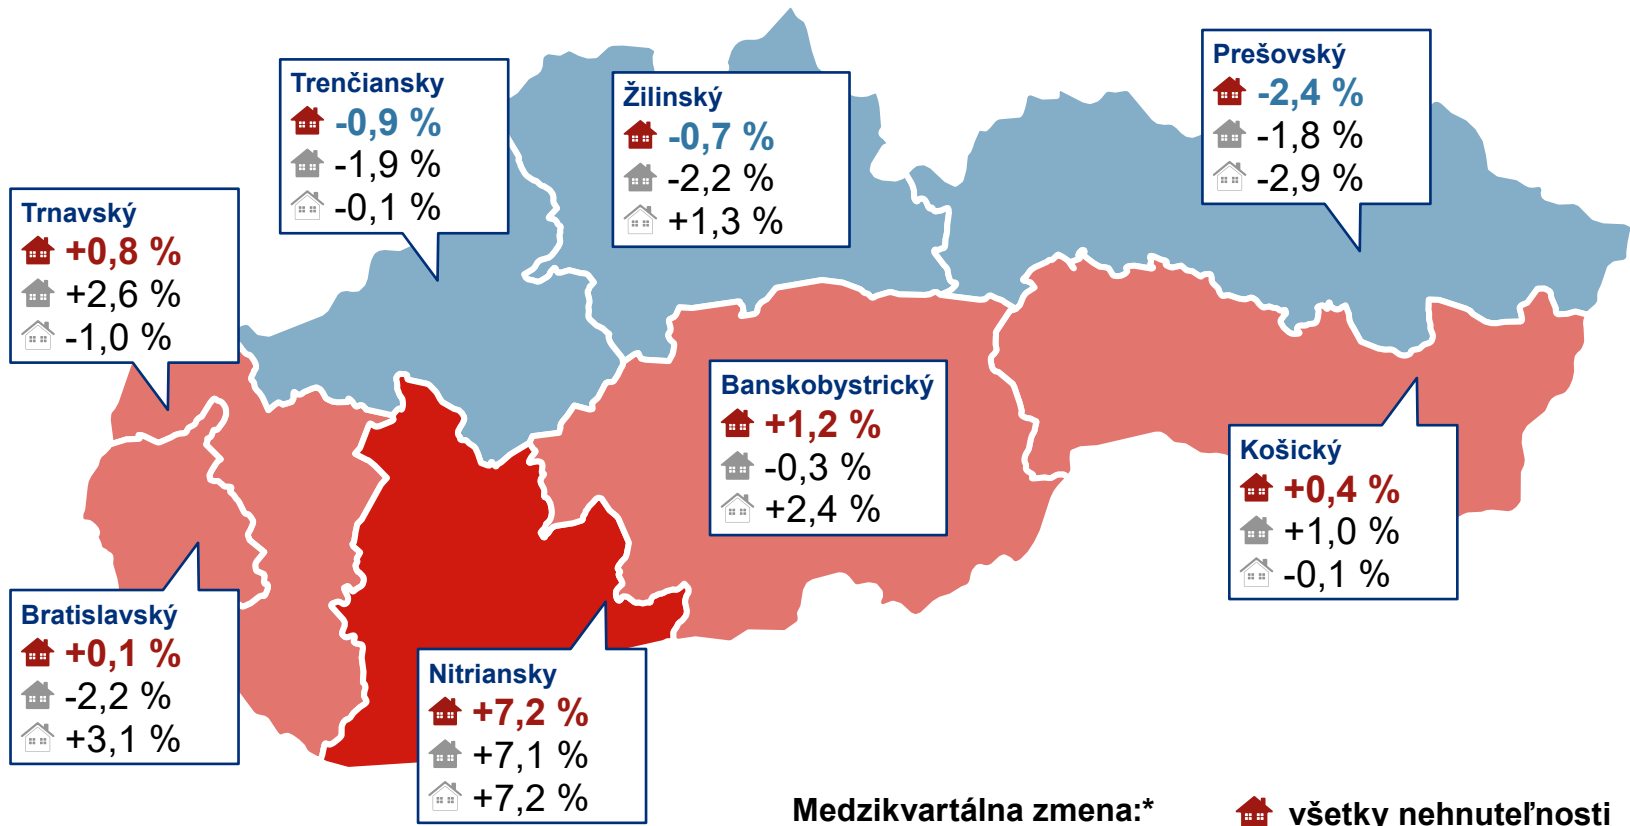 Prešovský
-2,4 %
-1,8 %
-2,9 %
Trenčiansky
-0,9 %
-1,9 %
-0,1 %
Žilinský
-0,7 %
-2,2 %
+1,3 %
Trnavský
+0,8 %
+2,6 %
-1,0 %
Banskobystrický
+1,2 %
-0,3 %
+2,4 %
Košický
+0,4 %
+1,0 %
-0,1 %
Bratislavský
+0,1 %
-2,2 %
+3,1 %
Nitriansky
+7,2 %
+7,1 %
+7,2 %
Medzikvartálna zmena:*
všetky nehnuteľnosti